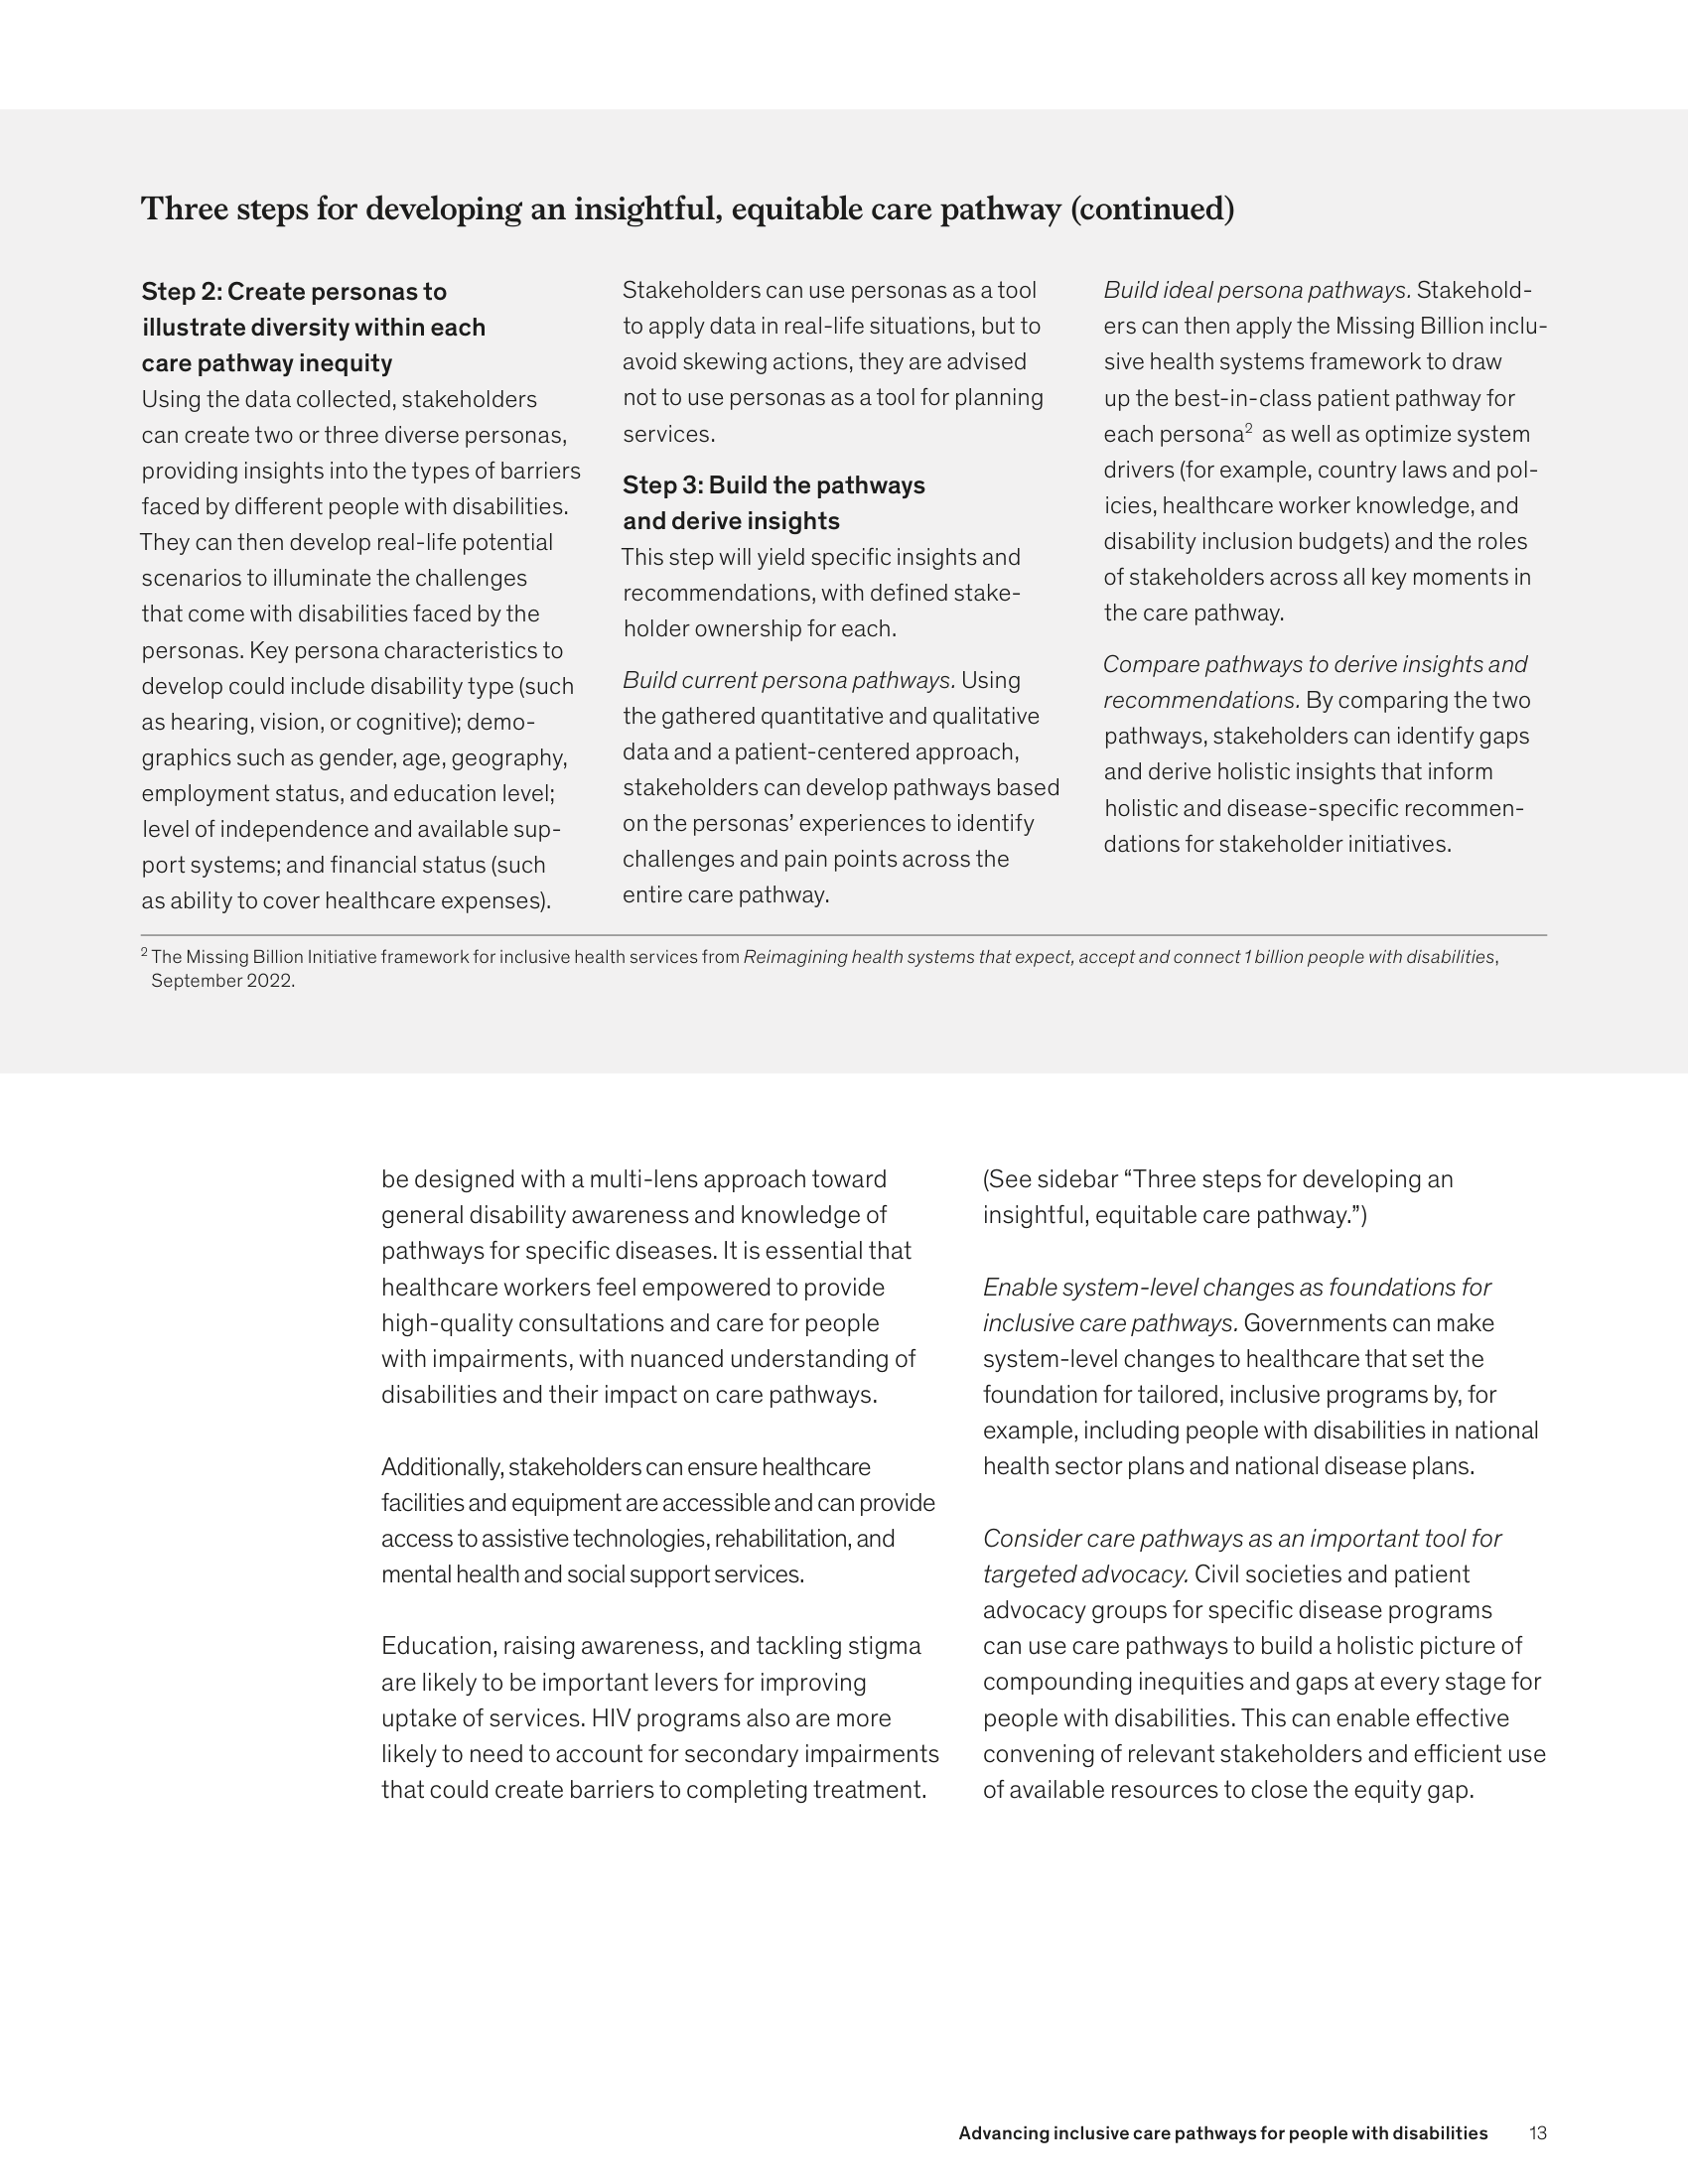 Three steps for developing an insightful, equitable care pathway (continued)
Step 2: Create personas to
illustrate diversity within each
care pathway inequity
Using the data collected, stakeholders
can create two or three diverse personas,
providing insights into the types of barriers
faced by different people with disabilities.
They can then develop real-life potential
scenarios to illuminate the challenges
that come with disabilities faced by the
personas. Key persona characteristics to
develop could include disability type (such
as hearing, vision, or cognitive); demo-
graphics such as gender, age, geography,
employment status, and education level;
level of independence and available sup-
port systems; and financial status (such
as ability to cover healthcare expenses).
Stakeholders can use personas as a tool
to apply data in real-life situations, but to
avoid skewing actions, they are advised
not to use personas as a tool for planning
services.
Step 3: Build the pathways
and derive insights
This step will yield specific insights and
recommendations, with defined stake-
holder ownership for each.
Build current persona pathways. Using
the gathered quantitative and qualitative
data and a patient-centered approach,
stakeholders can develop pathways based
on the personas’ experiences to identify
challenges and pain points across the
entire care pathway.
Build ideal persona pathways. Stakehold-
ers can then apply the Missing Billion inclu-
sive health systems framework to draw
up the best-in-class patient pathway for
each persona² as well as optimize system
drivers (for example, country laws and pol-
icies, healthcare worker knowledge, and
disability inclusion budgets) and the roles
of stakeholders across all key moments in
the care pathway.
Compare pathways to derive insights and
recommendations. By comparing the two
pathways, stakeholders can identify gaps
and derive holistic insights that inform
holistic and disease-specific recommen-
dations for stakeholder initiatives.
² The Missing Billion Initiative framework for inclusive health services from Reimagining health systems that expect, accept and connect 1 billion people with disabilities,
September 2022.
be designed with a multi-lens approach toward
general disability awareness and knowledge of
pathways for specific diseases. It is essential that
healthcare workers feel empowered to provide
high-quality consultations and care for people
with impairments, with nuanced understanding of
disabilities and their impact on care pathways.
Additionally, stakeholders can ensure healthcare
facilities and equipment are accessible and can provide
access to assistive technologies, rehabilitation, and
mental health and social support services.
Education, raising awareness, and tackling stigma
are likely to be important levers for improving
uptake of services. HIV programs also are more
likely to need to account for secondary impairments
that could create barriers to completing treatment.
(See sidebar “Three steps for developing an
insightful, equitable care pathway.”)
Enable system-level changes as foundations for
inclusive care pathways. Governments can make
system-level changes to healthcare that set the
foundation for tailored, inclusive programs by, for
example, including people with disabilities in national
health sector plans and national disease plans.
Consider care pathways as an important tool for
targeted advocacy. Civil societies and patient
advocacy groups for specific disease programs
can use care pathways to build a holistic picture of
compounding inequities and gaps at every stage for
people with disabilities. This can enable effective
convening of relevant stakeholders and efficient use
of available resources to close the equity gap.
Advancing inclusive care pathways for people with disabilities 13